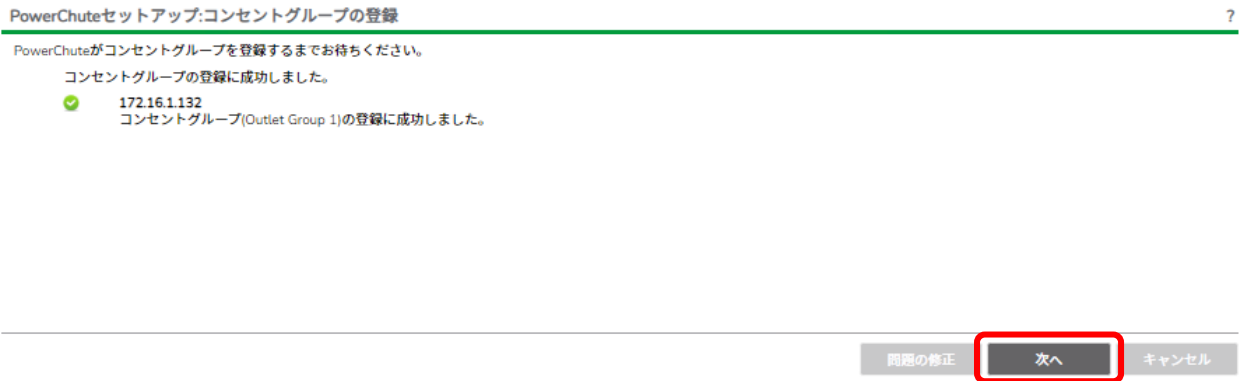 PowerChuteセットアップ:コンセントグループの登録
?
PowerChuteがコンセントグループを登録するまでお待ちください。
コンセントグループの登録に成功しました。
172.16.1.132
コンセントグループ(Outlet Group 1)の登録に成功しました。
問題の修正
次へ
キャンセル